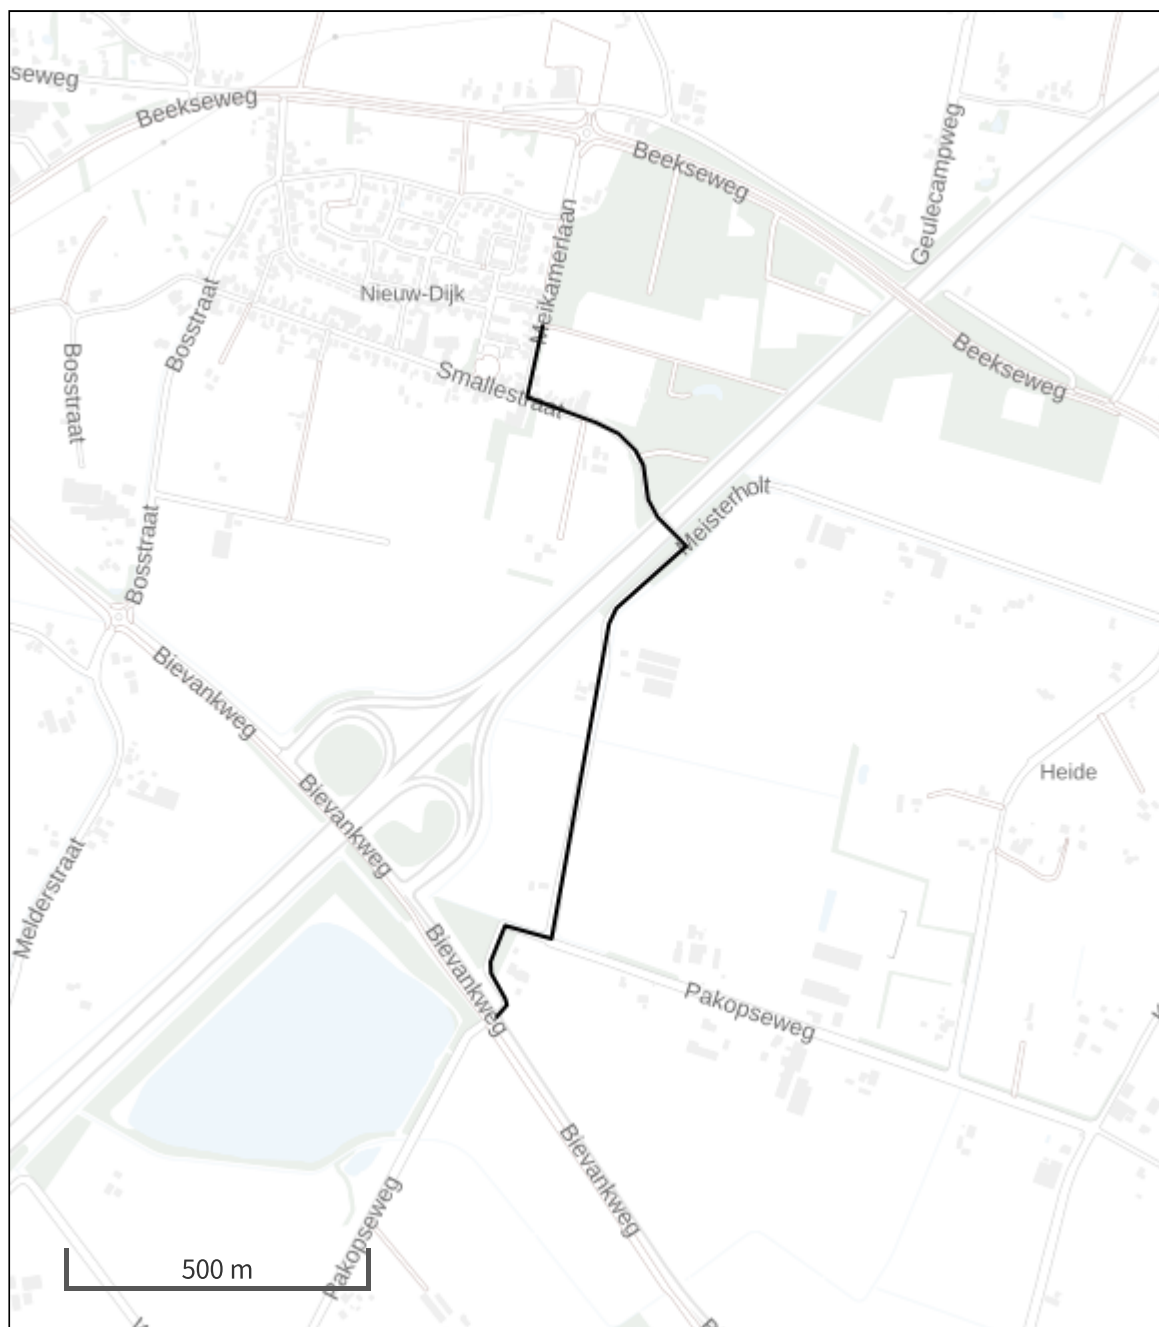 seweg
Beekseweg
Beekseweg
Geulecampweg
Meikamerlaan
Nieuw-Dijk
Bosstraat
Bosstraat
Beekseweg
Smallestraat
Meisterholt
Bosstraat
Bievankweg
Heide
Bievankweg
Melderstraat
Bievankweg
Pakopseweg
Bievankweg
Pakopseweg
500 m